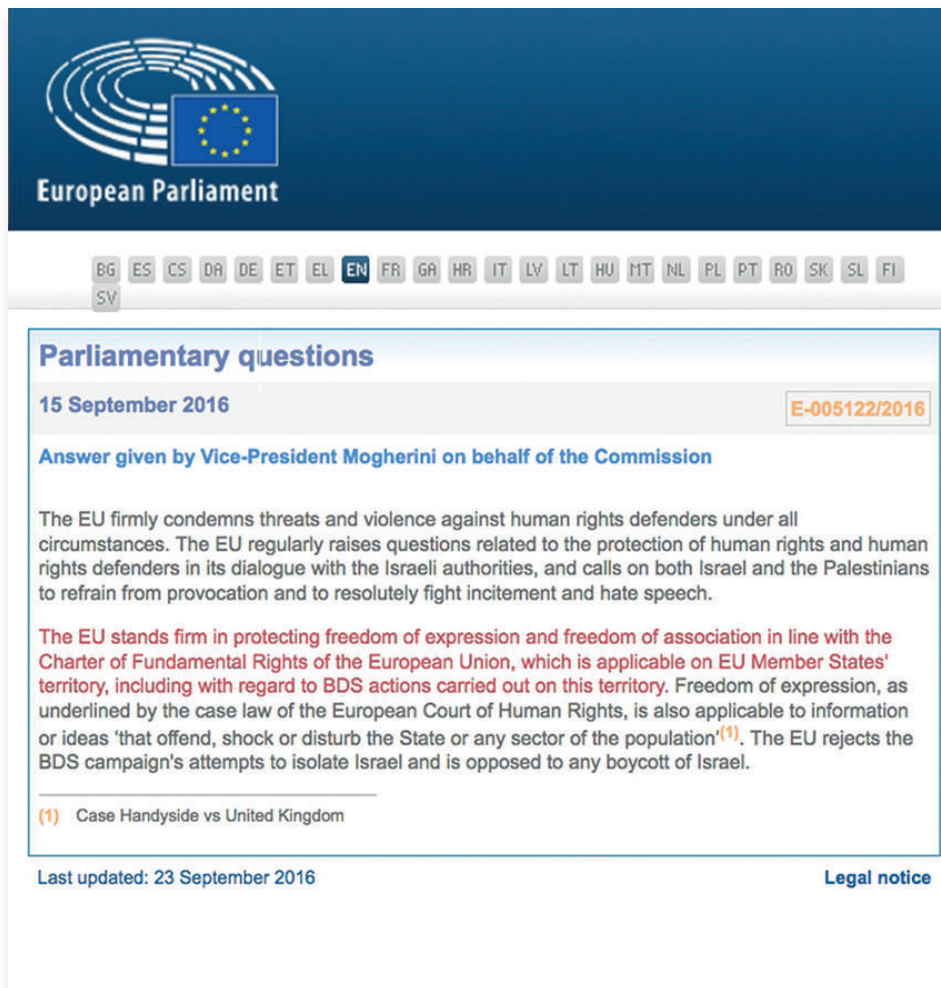 European Parliament
BG ES CS DA DE ET EL EN FR GA HR IT LV LT HU MT NL PL PT RO SK SL FI
SV
Parliamentary questions
15 September 2016
E-005122/2016
Answer given by Vice-President Mogherini on behalf of the Commission
The EU firmly condemns threats and violence against human rights defenders under all
circumstances. The EU regularly raises questions related to the protection of human rights and human
rights defenders in its dialogue with the Israeli authorities, and calls on both Israel and the Palestinians
to refrain from provocation and to resolutely fight incitement and hate speech.
The EU stands firm in protecting freedom of expression and freedom of association in line with the
Charter of Fundamental Rights of the European Union, which is applicable on EU Member States'
territory, including with regard to BDS actions carried out on this territory. Freedom of expression, as
underlined by the case law of the European Court of Human Rights, is also applicable to information
or ideas ‘that offend, shock or disturb the State or any sector of the population’(1). The EU rejects the
BDS campaign's attempts to isolate Israel and is opposed to any boycott of Israel.
(1) Case Handyside vs United Kingdom
Last updated: 23 September 2016
Legal notice